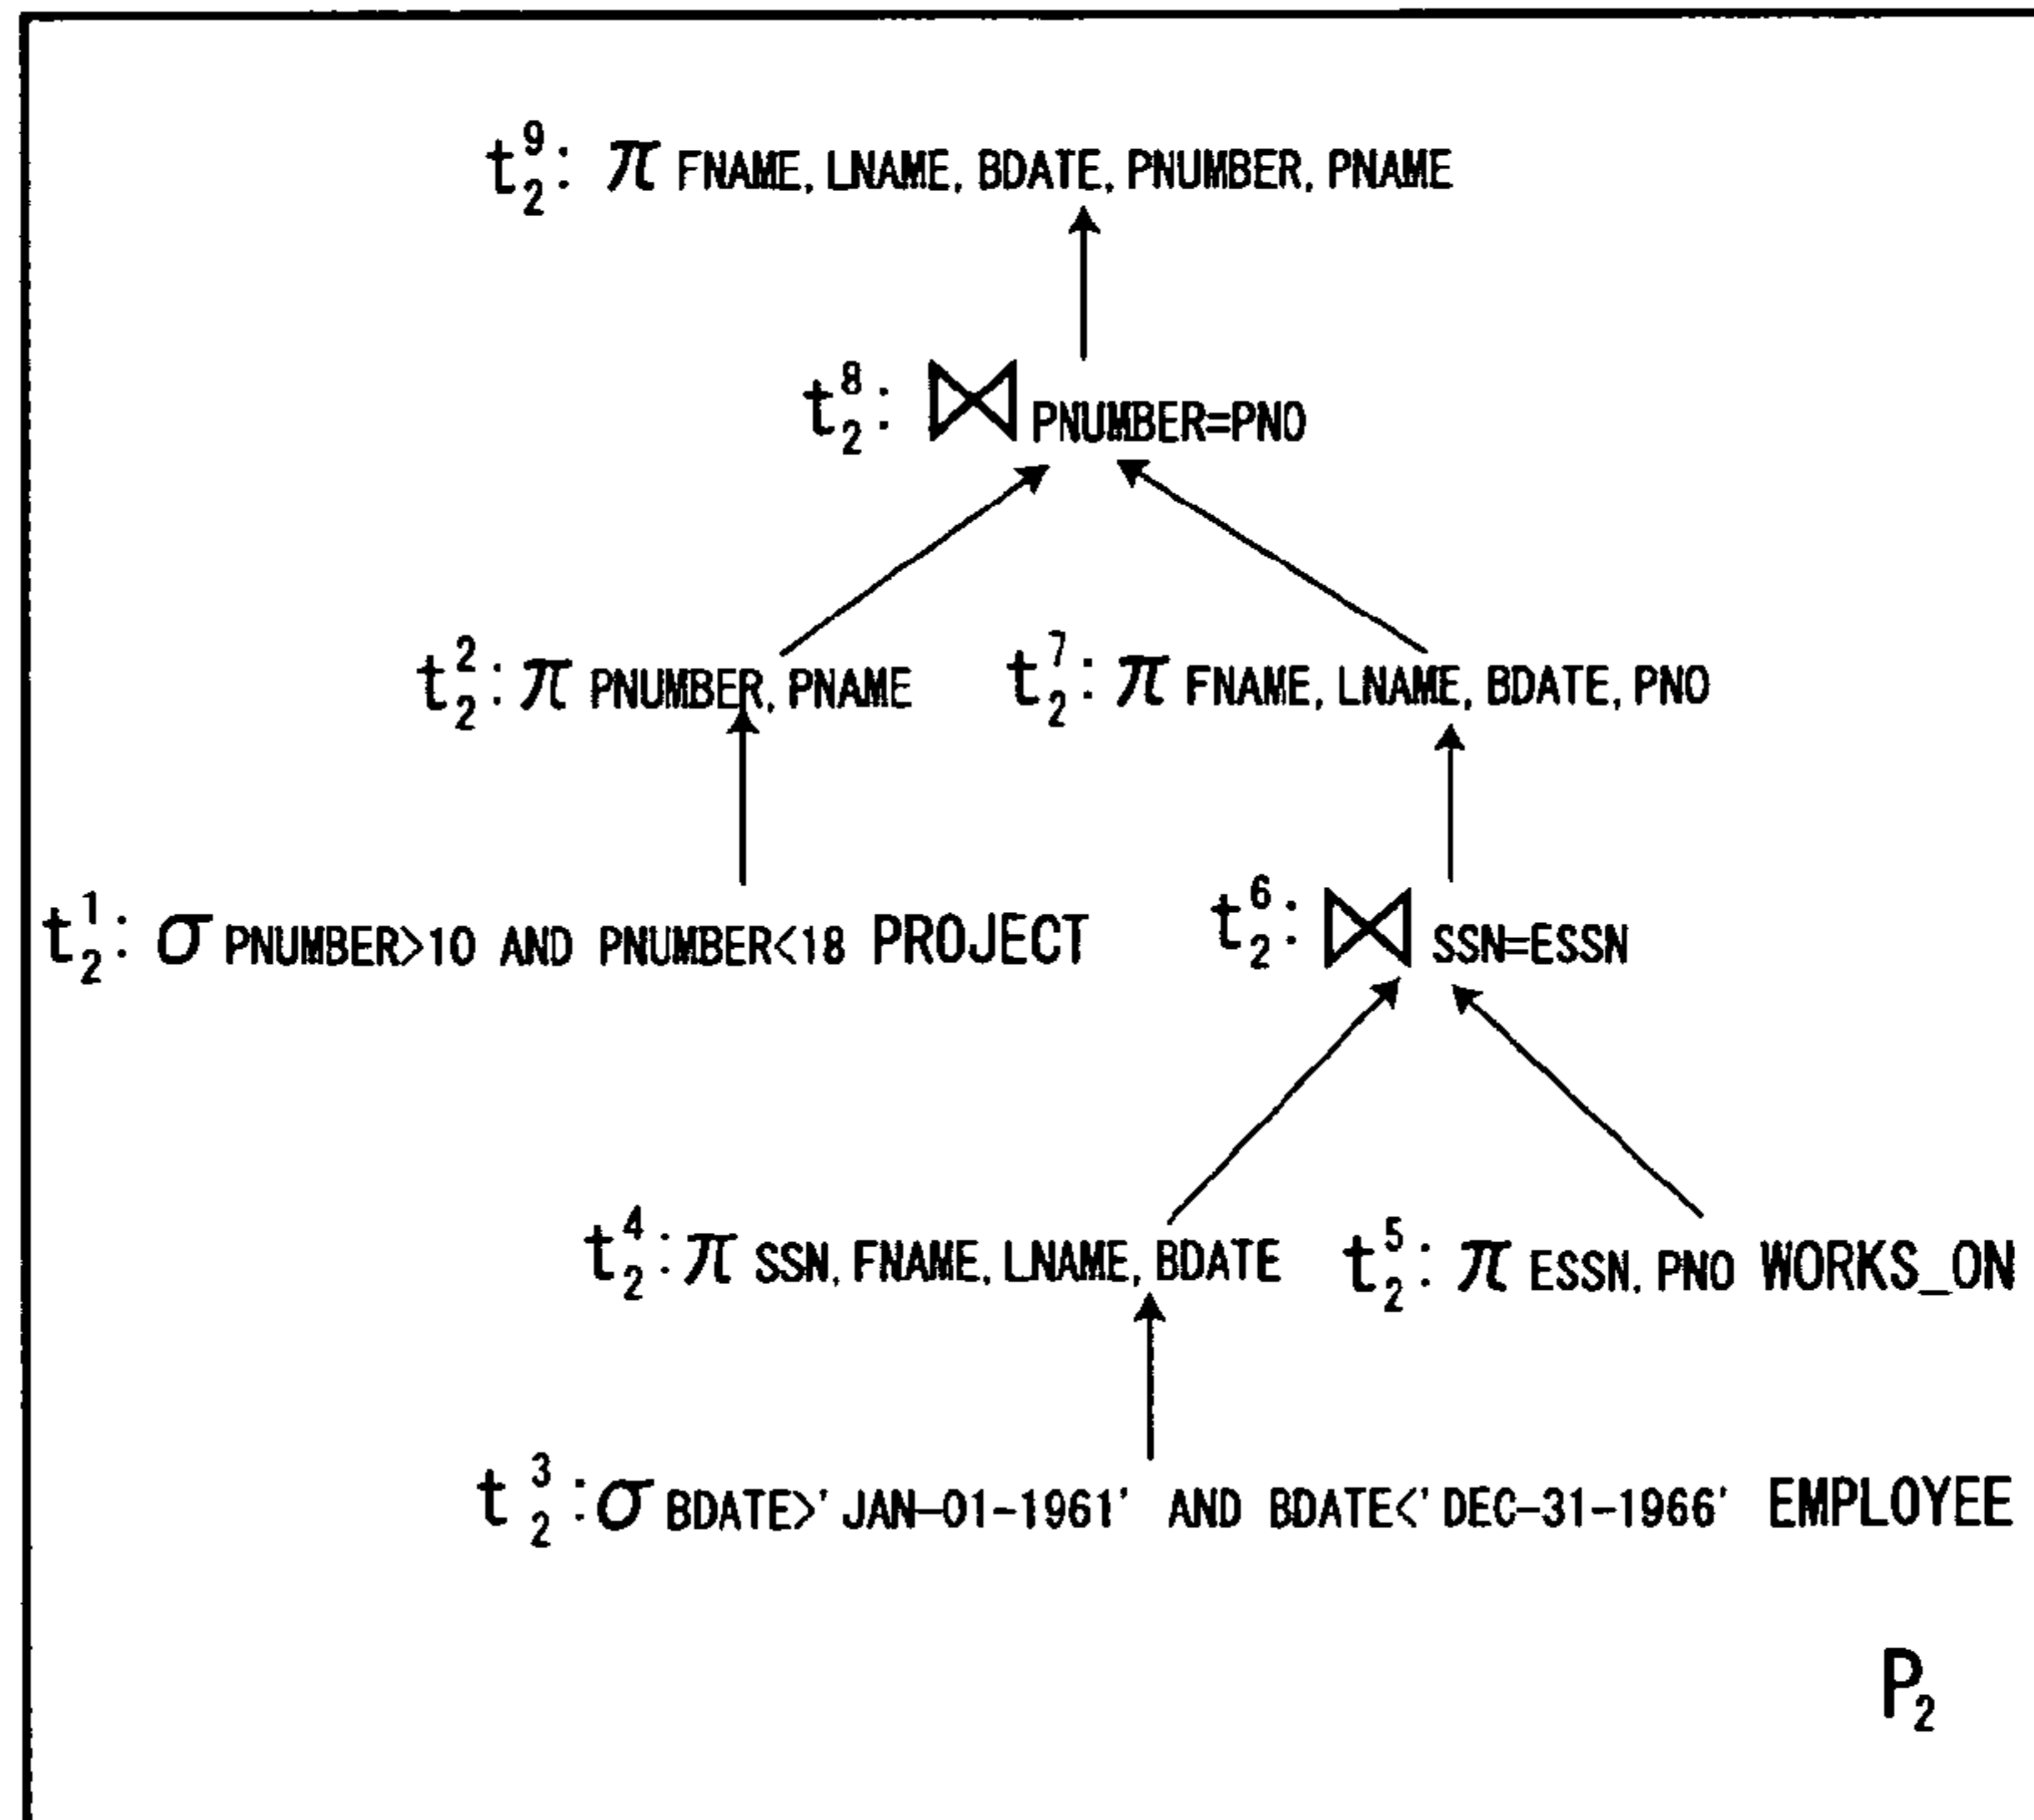 t₂⁹: π FNAME, LNAME, BDATE, PNUMBER, PNAME
t₂⁸: ⋈ PNUMBER=PNO
t₂²: π PNUMBER, PNAME
t₂⁷: π FNAME, LNAME, BDATE, PNO
t₂¹: σ PNUMBER>10 AND PNUMBER<18 PROJECT
t₂⁶: ⋈ SSN=ESSN
t₂⁴: π SSN, FNAME, LNAME, BDATE
t₂⁵: π ESSN, PNO WORKS_ON
t₂³: σ BDATE>'JAN-01-1961' AND BDATE<'DEC-31-1966' EMPLOYEE
P₂